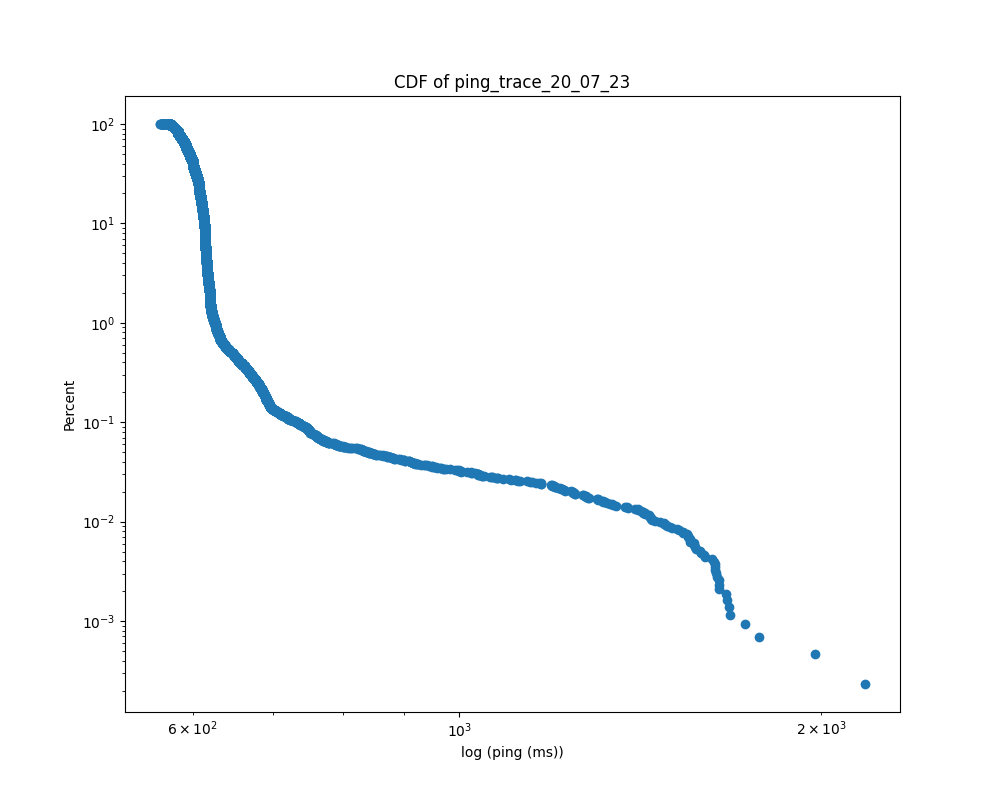 CDF of ping_trace_20_07_23
10²
10¹
10⁰
10⁻¹
10⁻²
10⁻³
Percent
6 × 10²
10³
2 × 10³
log (ping (ms))